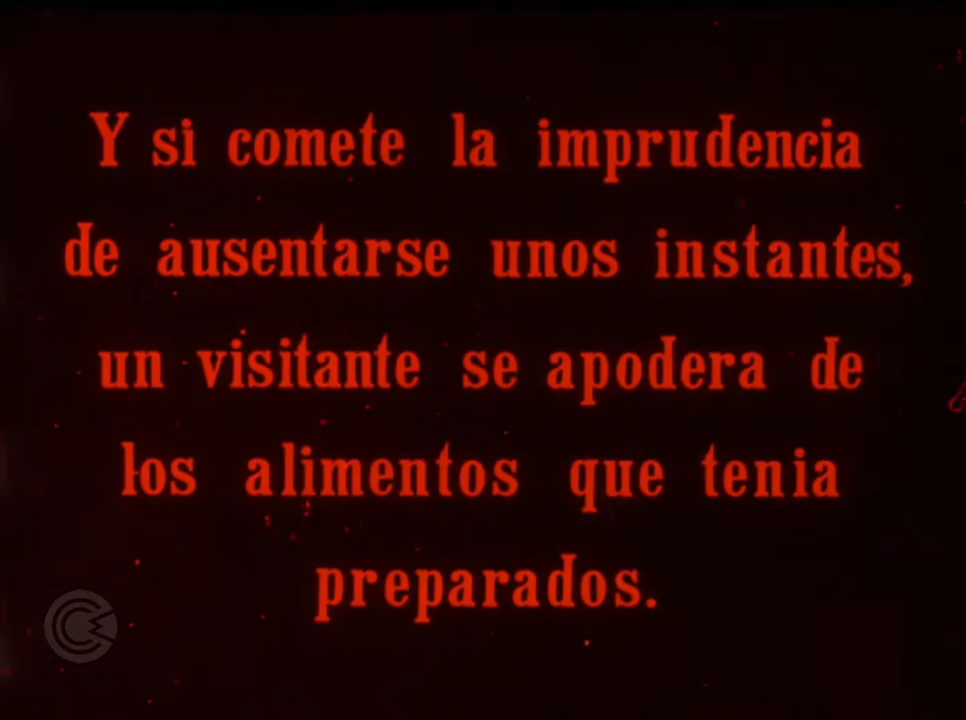 Y si comete la imprudencia
de ausentarse unos instantes,
un visitante se apodera de
los alimentos que tenia
preparados.